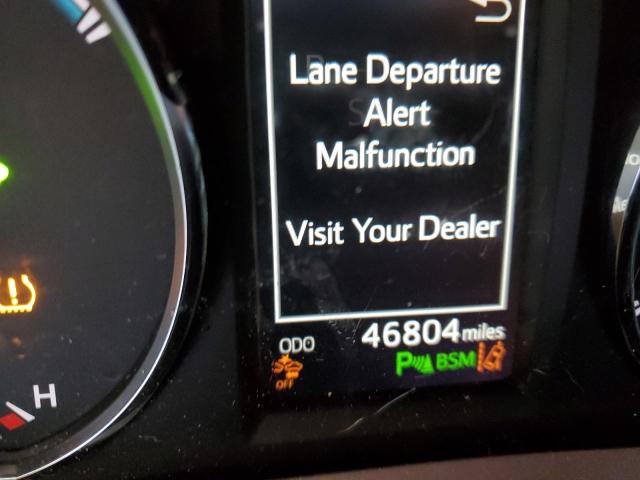 Lane Departure
Alert
Malfunction
Visit Your Dealer
ODO 46804 miles
OFF P BSM
H